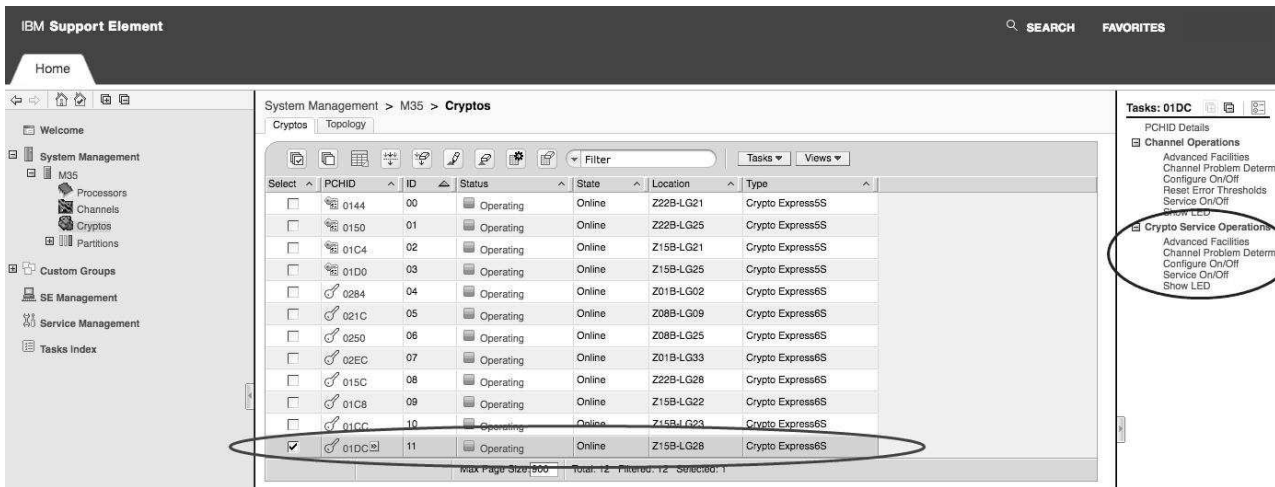 IBM Support Element
SEARCH FAVORITES
Home
Welcome
System Management
M35
Processors
Channels
Cryptos
Partitions
Custom Groups
SE Management
Service Management
Tasks Index
System Management > M35 > Cryptos
Cryptos Topology
Filter Tasks Views
Select PCHID ID Status State Location Type
0144 00 Operating Online Z22B-LG21 Crypto Express5S
0150 01 Operating Online Z22B-LG25 Crypto Express5S
01C4 02 Operating Online Z15B-LG21 Crypto Express5S
01D0 03 Operating Online Z15B-LG25 Crypto Express5S
0284 04 Operating Online Z01B-LG02 Crypto Express6S
021C 05 Operating Online Z08B-LG09 Crypto Express6S
0250 06 Operating Online Z08B-LG25 Crypto Express6S
02EC 07 Operating Online Z01B-LG33 Crypto Express6S
015C 08 Operating Online Z22B-LG28 Crypto Express6S
01C8 09 Operating Online Z15B-LG22 Crypto Express6S
01CC 10 Operating Online Z15B-LG23 Crypto Express6S
01DC 11 Operating Online Z15B-LG28 Crypto Express6S
Max Page Size: 500 Total: 12 Filtered: 12 Selected: 1
Tasks: 01DC
PCHID Details
Channel Operations
Advanced Facilities
Channel Problem Determ
Configure On/Off
Reset Error Thresholds
Service On/Off
Show LED
Crypto Service Operations
Advanced Facilities
Channel Problem Determ
Configure On/Off
Service On/Off
Show LED